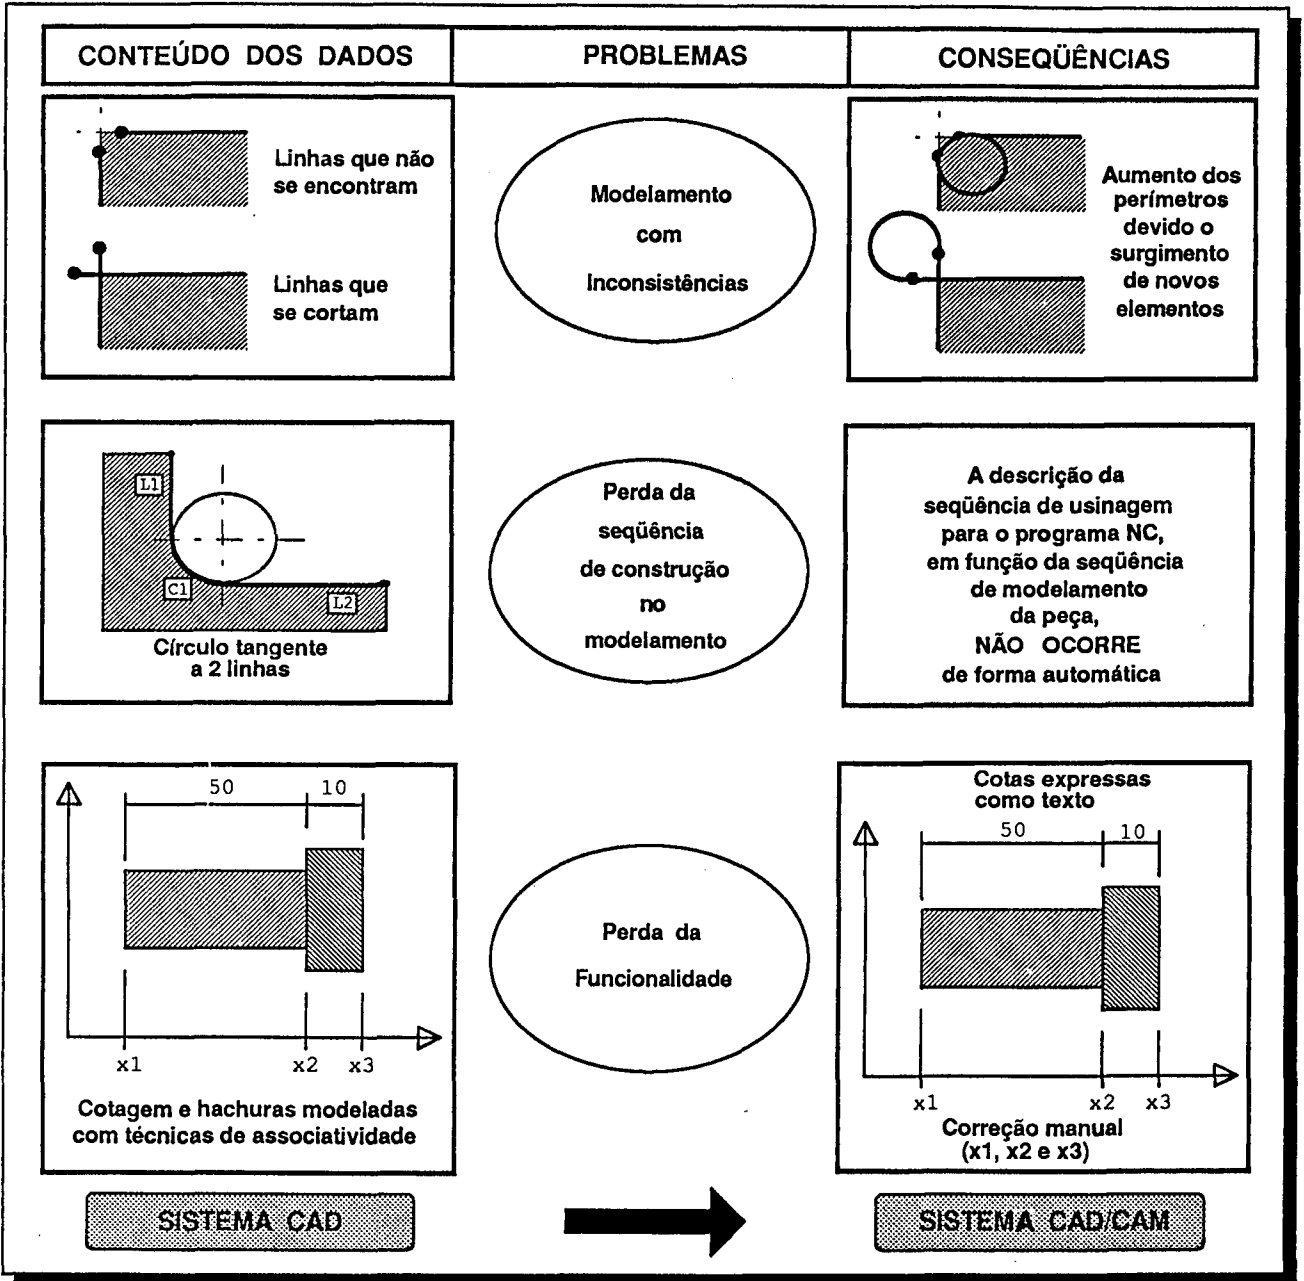 CONTEÚDO DOS DADOS
PROBLEMAS
CONSEQÜÊNCIAS
Linhas que não
se encontram
Linhas que
se cortam
Modelamento
com
Inconsistências
Aumento dos
perímetros
devido o
surgimento
de novos
elementos
L1
C1
L2
Círculo tangente
a 2 linhas
Perda da
seqüência
de construção
no
modelamento
A descrição da
seqüência de usinagem
para o programa NC,
em função da seqüência
de modelamento
da peça,
NÃO OCORRE
de forma automática
50
10
x1
x2
x3
Cotagem e hachuras modeladas
com técnicas de associatividade
Perda da
Funcionalidade
Cotas expressas
como texto
50
10
x1
x2
x3
Correção manual
(x1, x2 e x3)
SISTEMA CAD
SISTEMA CAD/CAM